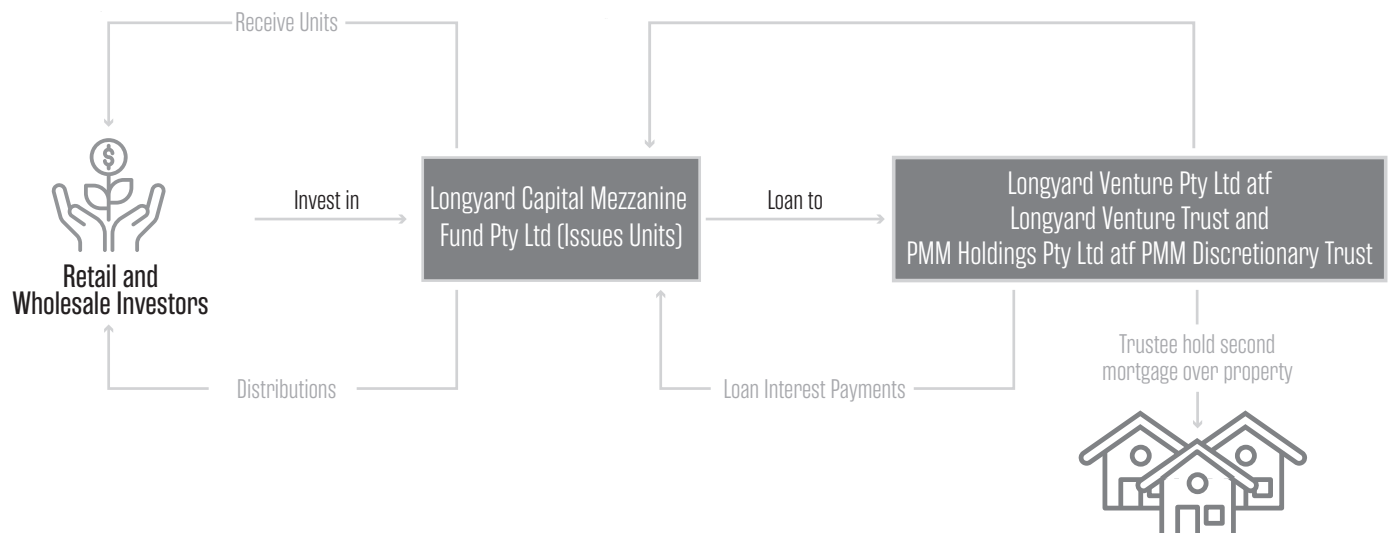 Receive Units
$
Retail and
Wholesale Investors
Invest in
Longyard Capital Mezzanine
Fund Pty Ltd (Issues Units)
Loan to
Longyard Venture Pty Ltd atf
Longyard Venture Trust and
PMM Holdings Pty Ltd atf PMM Discretionary Trust
Distributions
Loan Interest Payments
Trustee hold second
mortgage over property